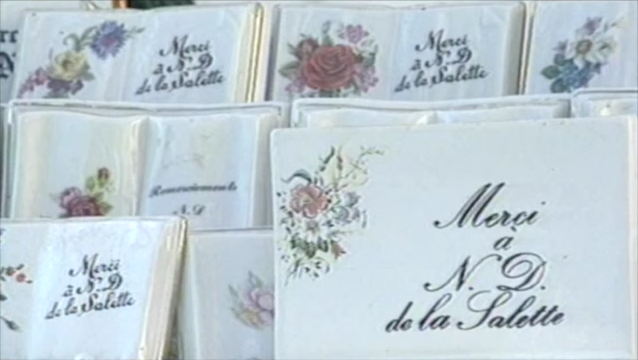 Merci
à N. D.
de la Salette
Merci
à N. D.
de la Salette
Remerciements
N. D.
Merci
à N. D.
de la Salette
Merci
à
N. D.
de la Salette